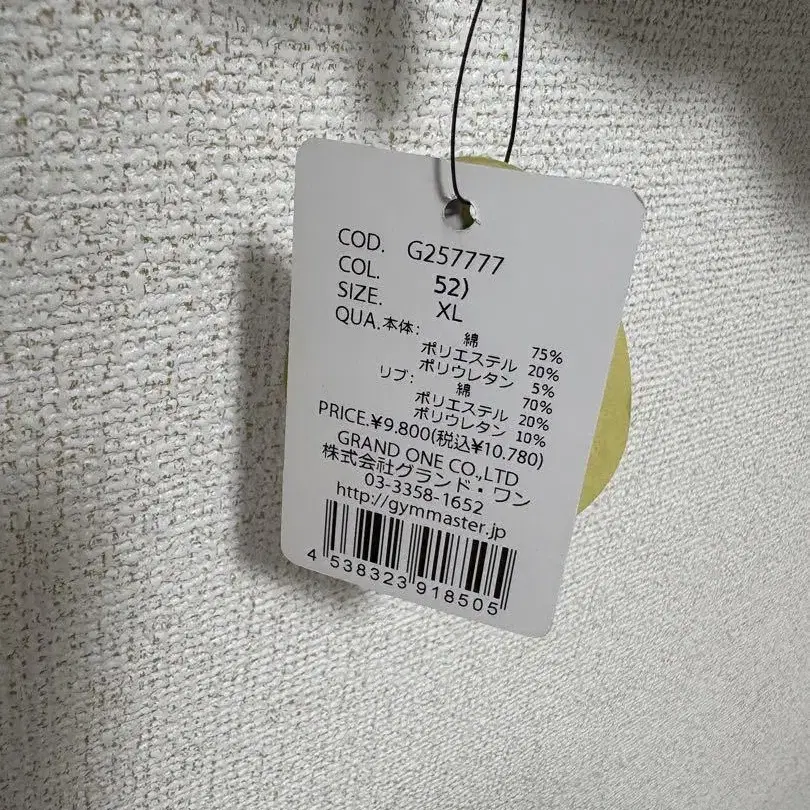 COD. G257777
COL. 52)
SIZE. XL
QUA.本体: 綿 75%
ポリエステル 20%
ポリウレタン 5%
リブ: 綿 70%
ポリエステル 20%
ポリウレタン 10%
PRICE.¥9.800(税込¥10.780)
GRAND ONE CO.,LTD
株式会社グランド・ワン
03-3358-1652
http://gymmaster.jp
4 538323 918505